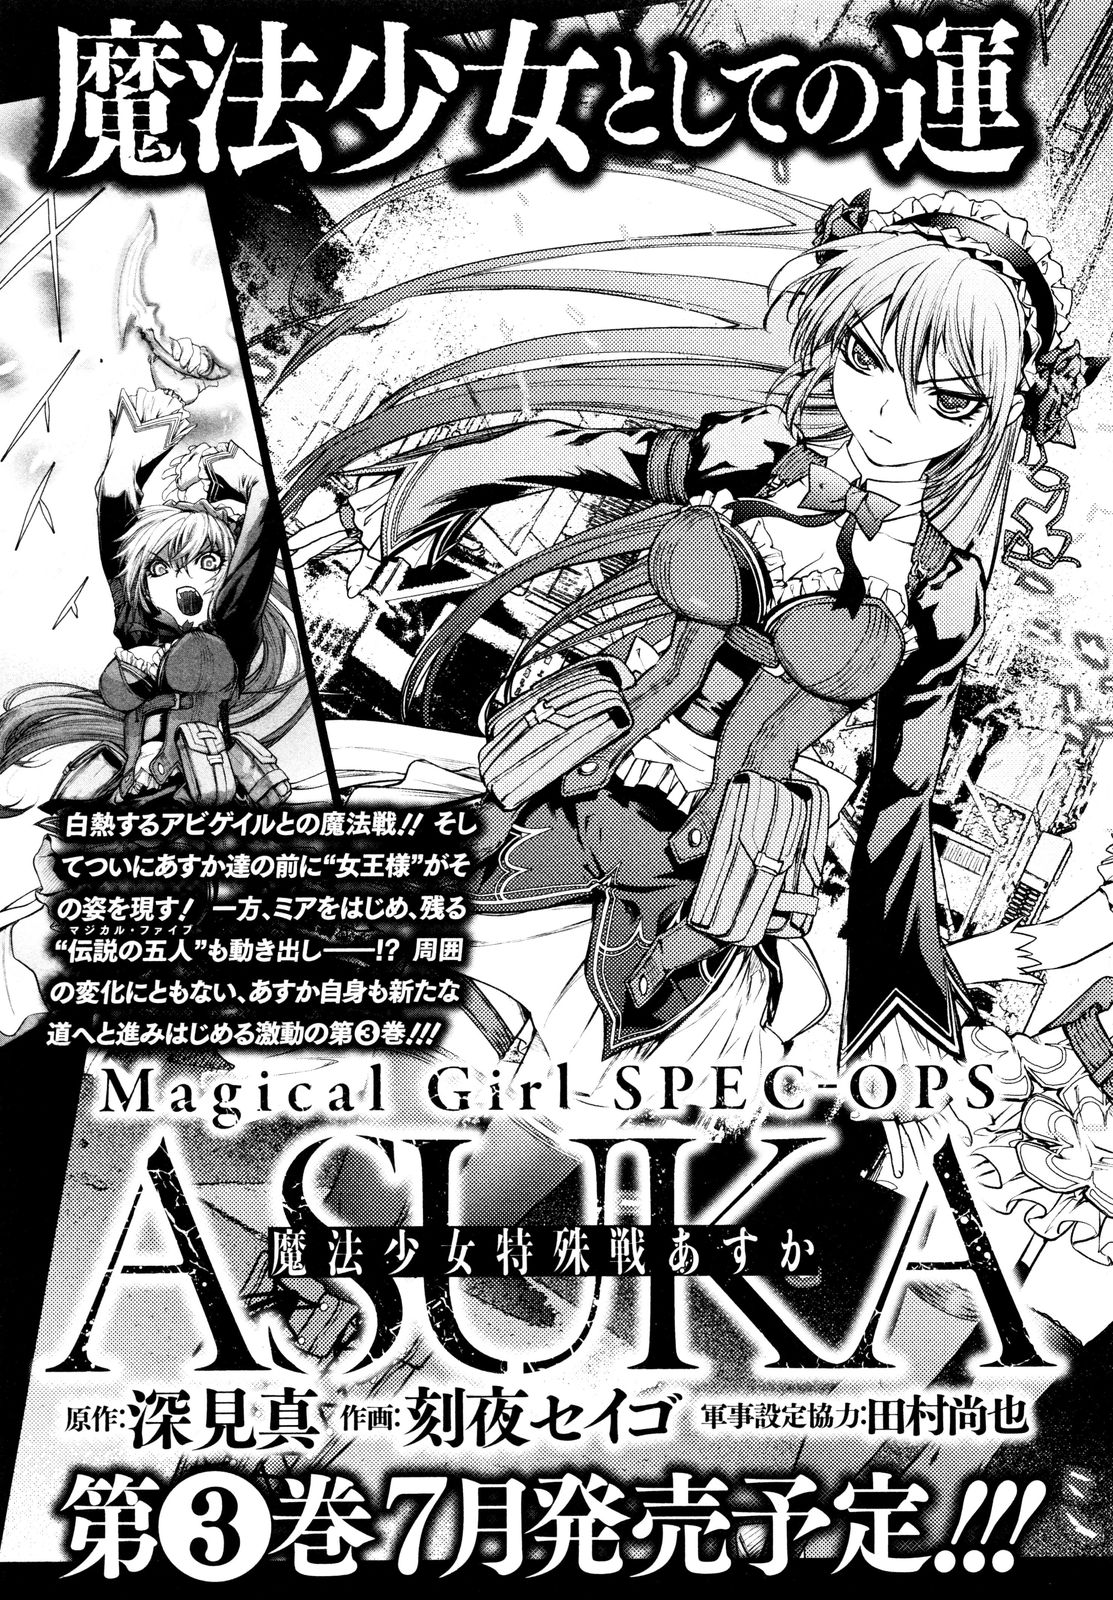 魔法少女としての運
白熱するアビゲイルとの魔法戦!! そし
てついにあすか達の前に“女王様”がそ
の姿を現す! 一方、ミアをはじめ、残る
マジカル・ファイブ
“伝説の五人”も動き出し――!? 周囲
の変化にともない、あすか自身も新たな
道へと進みはじめる激動の第③巻!!!
Magical Girl SPEC-OPS
ASUKA
魔法少女特殊戦あすか
原作:深見真 作画:刻夜セイゴ 軍事設定協力:田村尚也
第③巻 7月発売予定!!!